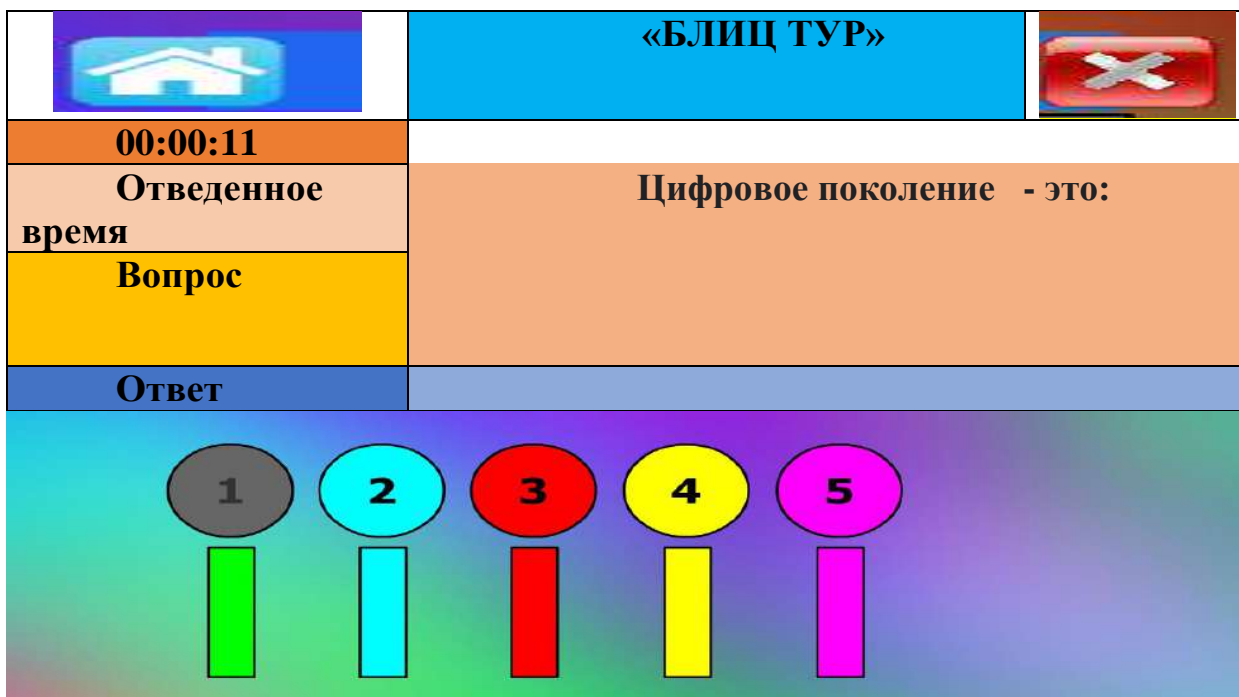 «БЛИЦ ТУР»
00:00:11
Отведенное
время
Цифровое поколение - это:
Вопрос
Ответ
1 2 3 4 5